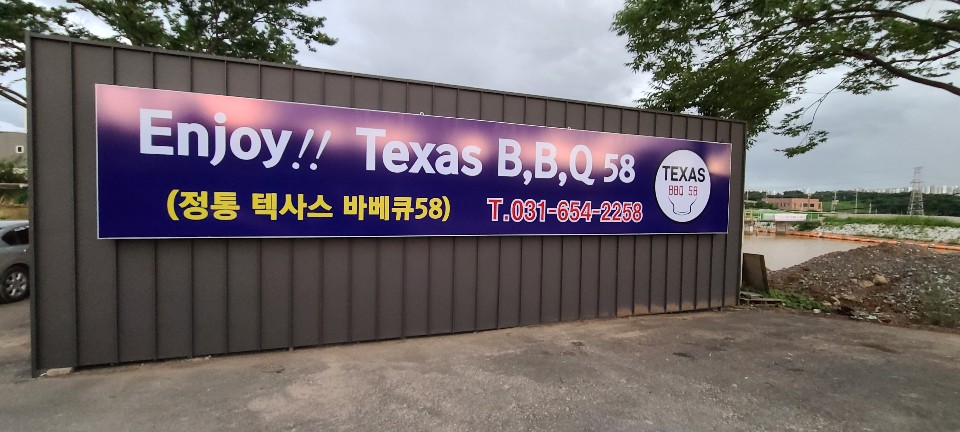 Enjoy!! Texas B,B,Q 58
(정통 텍사스 바베큐58) T.031-654-2258
TEXAS
BBQ 58